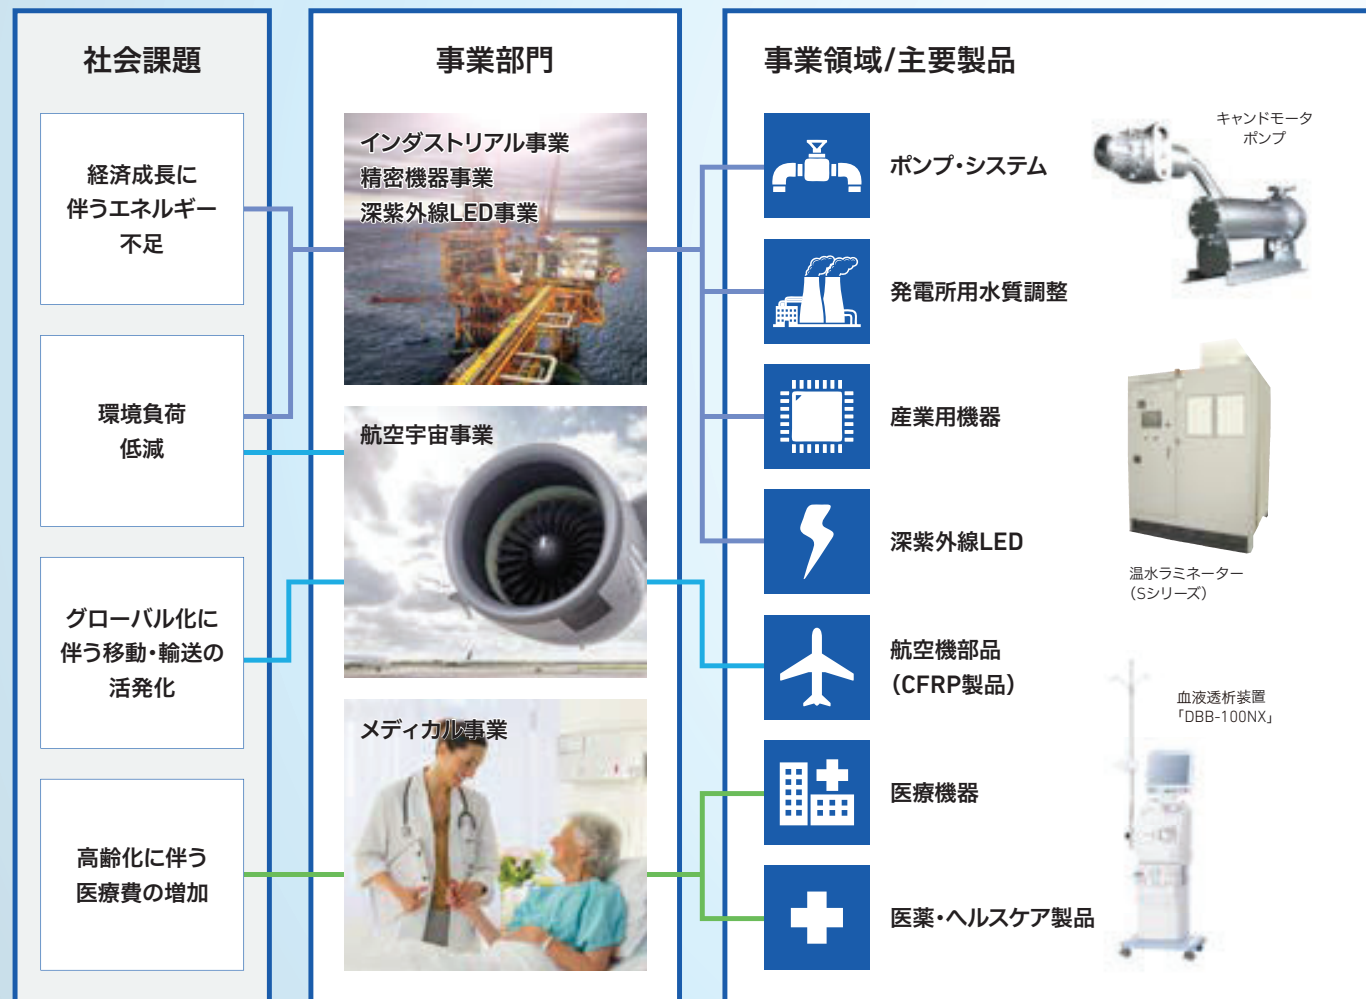 社会課題
経済成長に
伴うエネルギー
不足
環境負荷
低減
グローバル化に
伴う移動・輸送の
活発化
高齢化に伴う
医療費の増加
事業部門
インダストリアル事業
精密機器事業
深紫外線LED事業
航空宇宙事業
メディカル事業
事業領域/主要製品
ポンプ・システム
発電所用水質調整
産業用機器
深紫外線LED
航空機部品
（CFRP製品）
医療機器
医薬・ヘルスケア製品
キャンドモータ
ポンプ
温水ラミネーター
（Sシリーズ）
血液透析装置
「DBB-100NX」